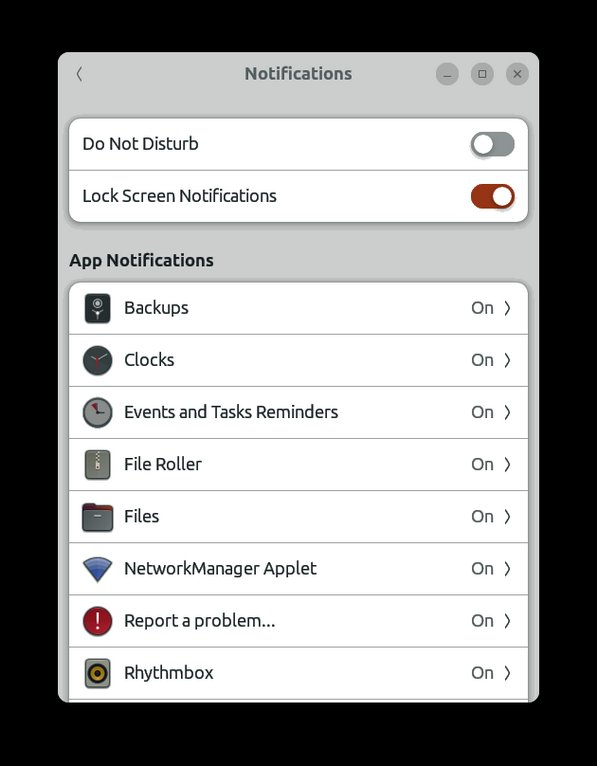 Notifications
Do Not Disturb
Lock Screen Notifications
App Notifications
Backups On
Clocks On
Events and Tasks Reminders On
File Roller On
Files On
NetworkManager Applet On
Report a problem... On
Rhythmbox On